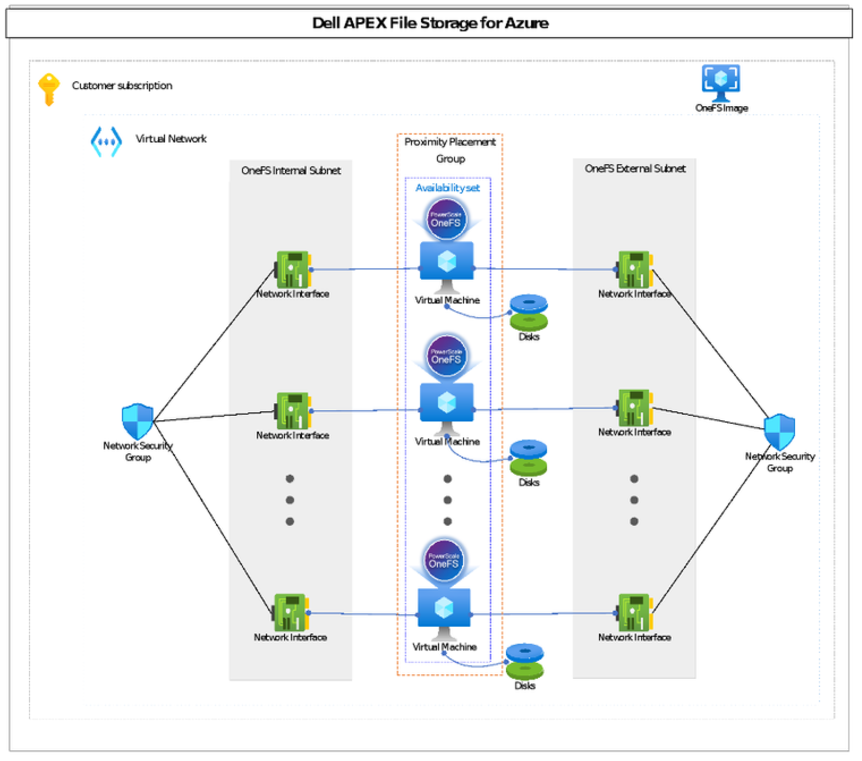 Dell APEX File Storage for Azure
Customer subscription
OneFS Image
Virtual Network
Proximity Placement
Group
OneFS Internal Subnet
OneFS External Subnet
Availability set
PowerScale
OneFS
Network Interface
Virtual Machine
Network Interface
Disks
PowerScale
OneFS
Network Interface
Virtual Machine
Network Interface
Network Security
Group
Network Security
Group
Disks
PowerScale
OneFS
Network Interface
Virtual Machine
Network Interface
Disks